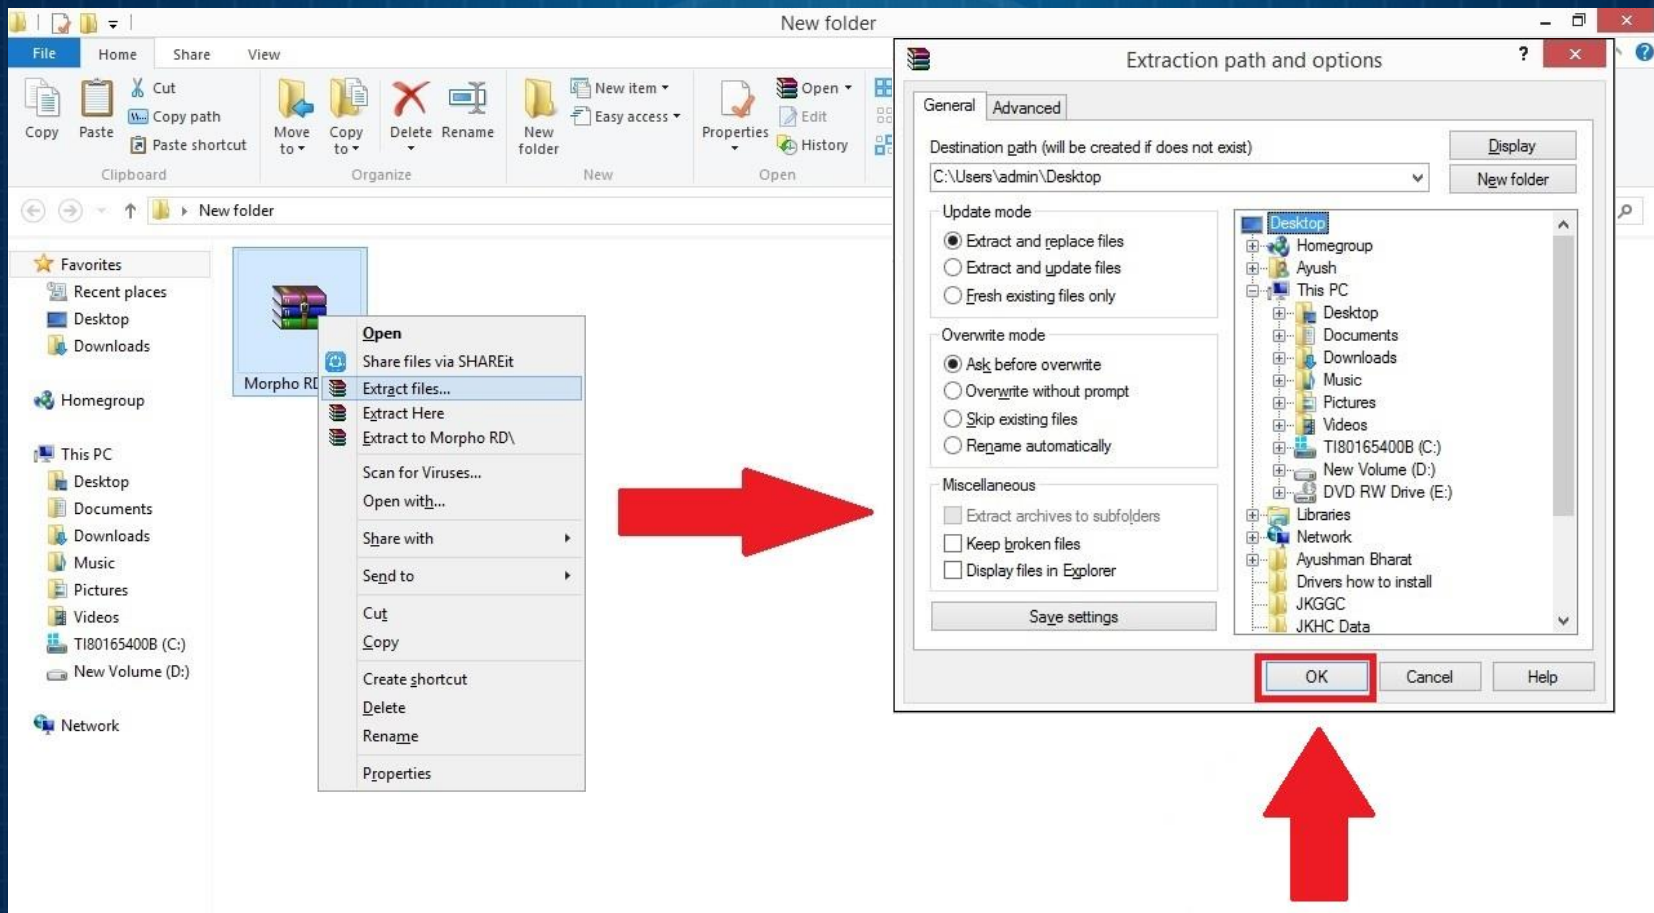 New folder
File Home Share View
Copy
Paste
Cut
Copy path
Paste shortcut
Clipboard
Move to
Copy to
Delete
Rename
Organize
New folder
New item
Easy access
New
Properties
Open
Edit
History
Open
New folder
Favorites
Recent places
Desktop
Downloads
Homegroup
This PC
Desktop
Documents
Downloads
Music
Pictures
Videos
TI80165400B (C:)
New Volume (D:)
Network
Morpho RD
Open
Share files via SHAREit
Extract files...
Extract Here
Extract to Morpho RD\
Scan for Viruses...
Open with...
Share with
Send to
Cut
Copy
Create shortcut
Delete
Rename
Properties
Extraction path and options
?
General Advanced
Destination path (will be created if does not exist)
Display
C:\Users\admin\Desktop
New folder
Update mode
Extract and replace files
Extract and update files
Fresh existing files only
Overwrite mode
Ask before overwrite
Overwrite without prompt
Skip existing files
Rename automatically
Miscellaneous
Extract archives to subfolders
Keep broken files
Display files in Explorer
Save settings
Desktop
Homegroup
Ayush
This PC
Desktop
Documents
Downloads
Music
Pictures
Videos
TI80165400B (C:)
New Volume (D:)
DVD RW Drive (E:)
Libraries
Network
Ayushman Bharat
Drivers how to install
JKGGC
JKHC Data
OK Cancel Help